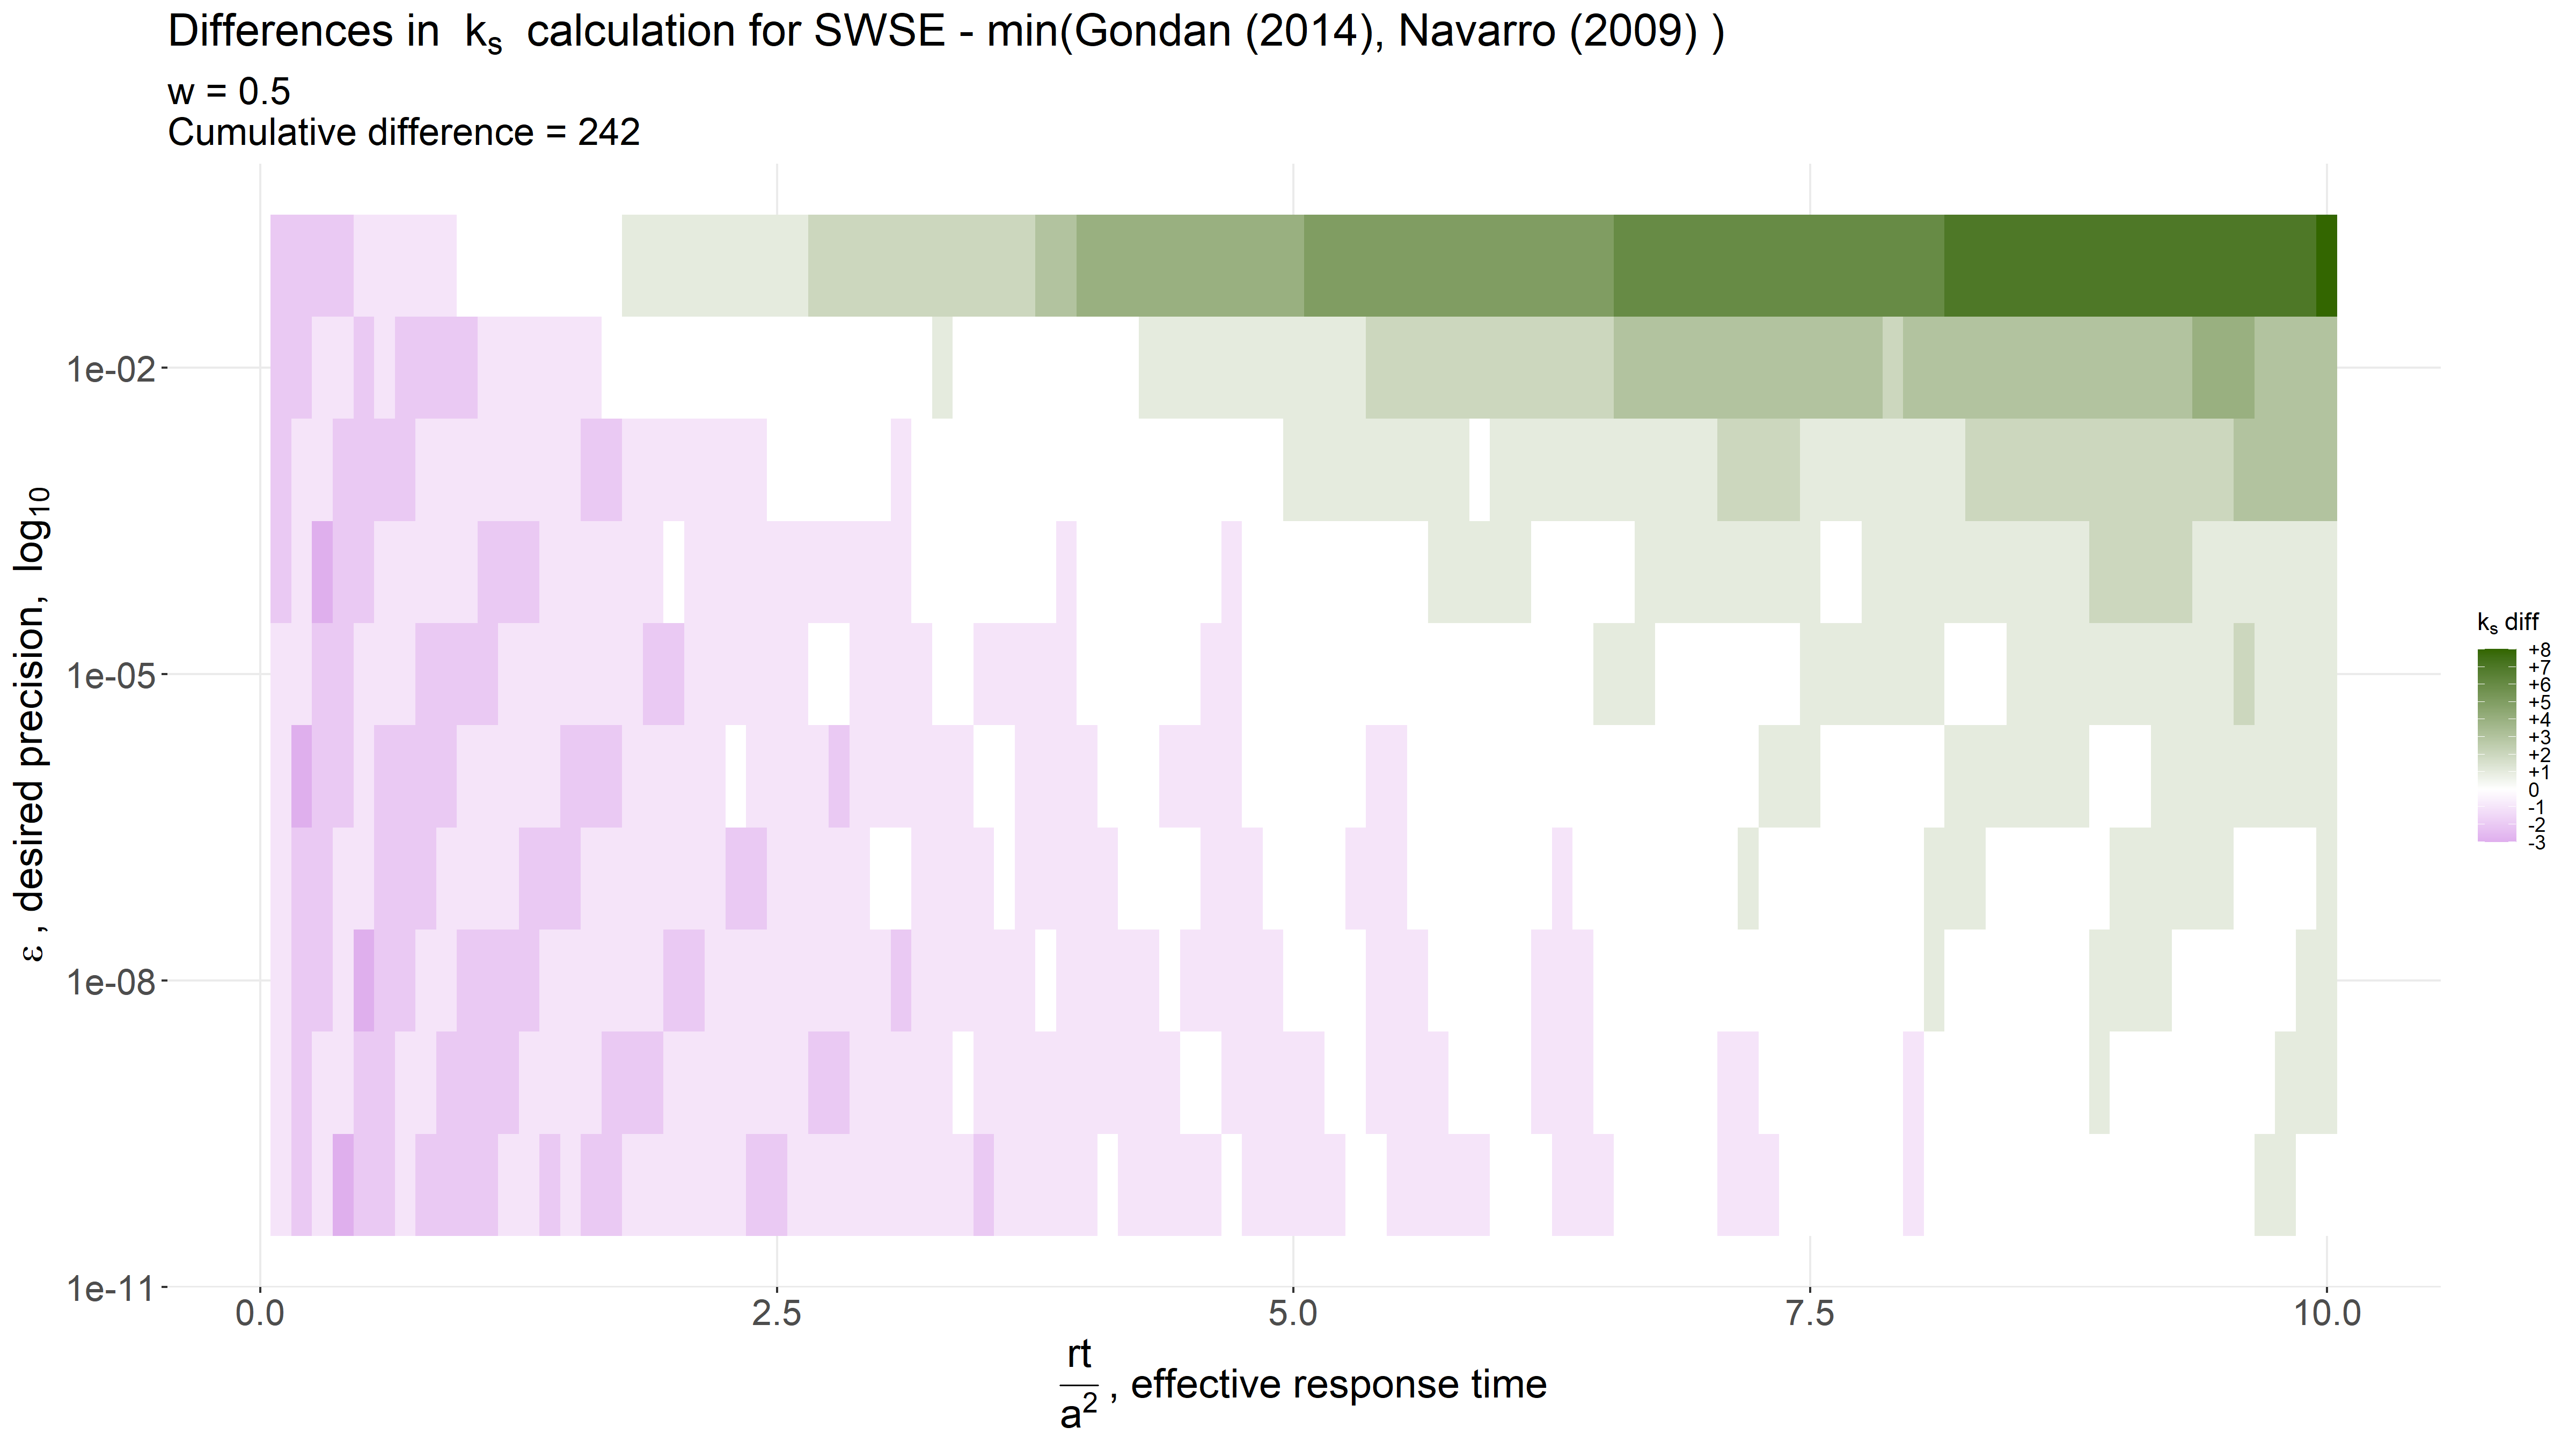 Differences in ks calculation for SWSE - min(Gondan (2014), Navarro (2009) )
w = 0.5
Cumulative difference = 242
ε , desired precision, log10
1e-02
1e-05
1e-08
1e-11
0.0 2.5 5.0 7.5 10.0
rt
a2 , effective response time
ks diff
+8
+7
+6
+5
+4
+3
+2
+1
0
-1
-2
-3